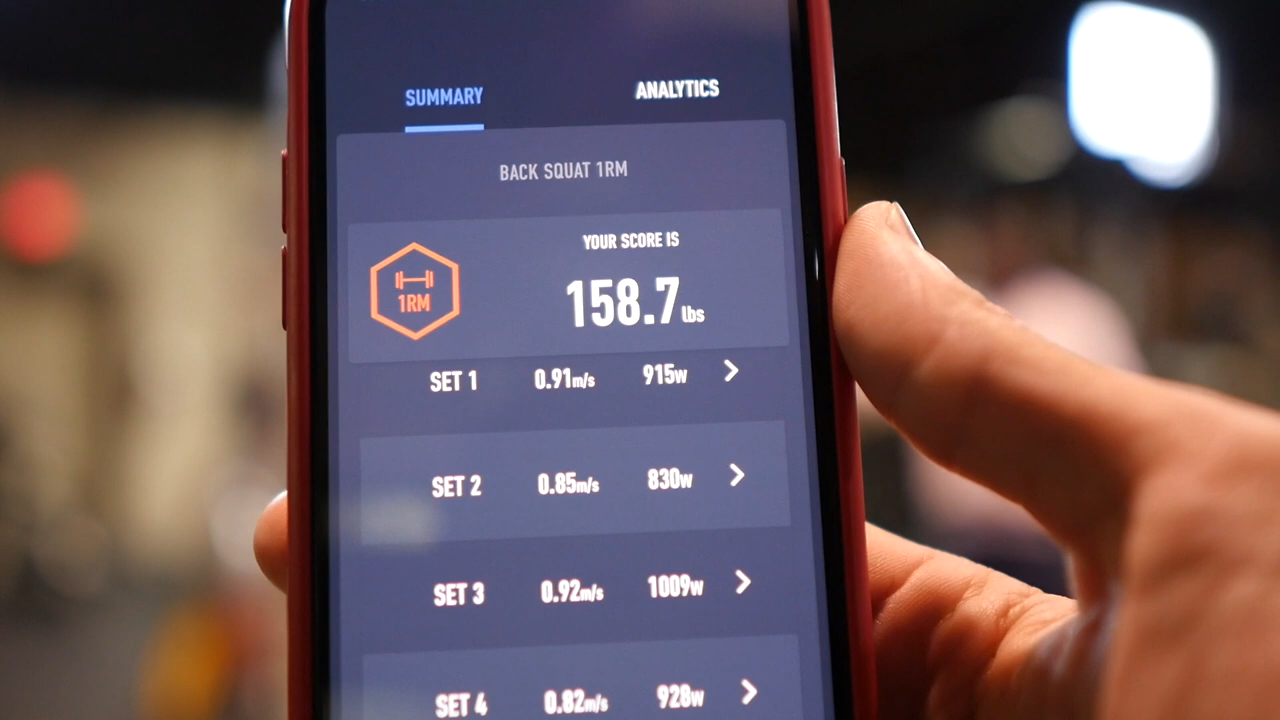 SUMMARY ANALYTICS
BACK SQUAT 1RM
YOUR SCORE IS
1RM
158.7 lbs
SET 1 0.91m/s 915w
SET 2 0.85m/s 830w
SET 3 0.92m/s 1009w
SET 4 0.82m/s 928w